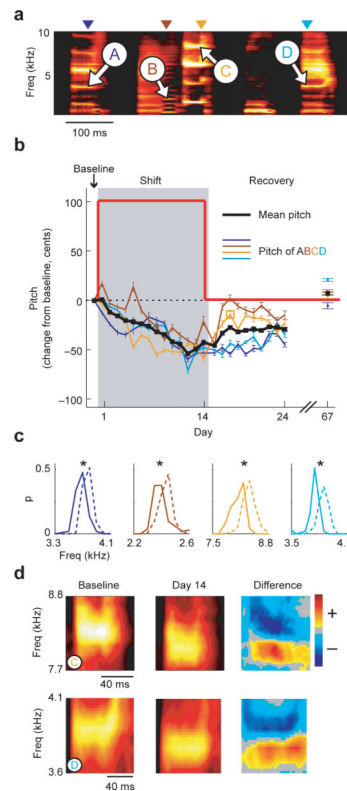 a
Freq (kHz)
10
5
A
B
C
D
100 ms
b
Baseline
Shift
Recovery
Mean pitch
Pitch of ABCD
Pitch
(change from baseline, cents)
100
50
0
−50
−100
1
14
24
67
Day
c
p
0.5
0
*
*
*
*
3.3
4.1
2.2
2.6
7.5
8.8
3.5
Freq (kHz)
d
Baseline
Day 14
Difference
Freq (kHz)
8.8
7.7
C
40 ms
+
−
Freq (kHz)
4.1
3.6
D
40 ms